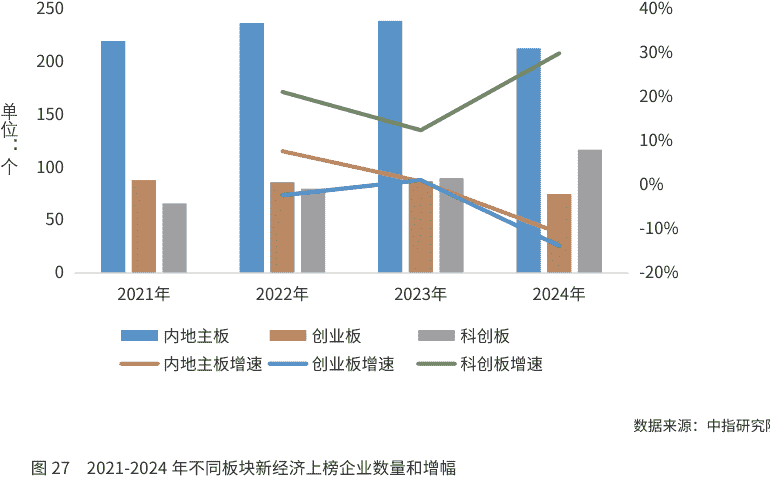 250
200
150
100
50
0
单位：个
40%
30%
20%
10%
0%
-10%
-20%
2021年 2022年 2023年 2024年
内地主板 创业板 科创板
内地主板增速 创业板增速 科创板增速
数据来源：中指研究院
图 27 2021-2024 年不同板块新经济上榜企业数量和增幅